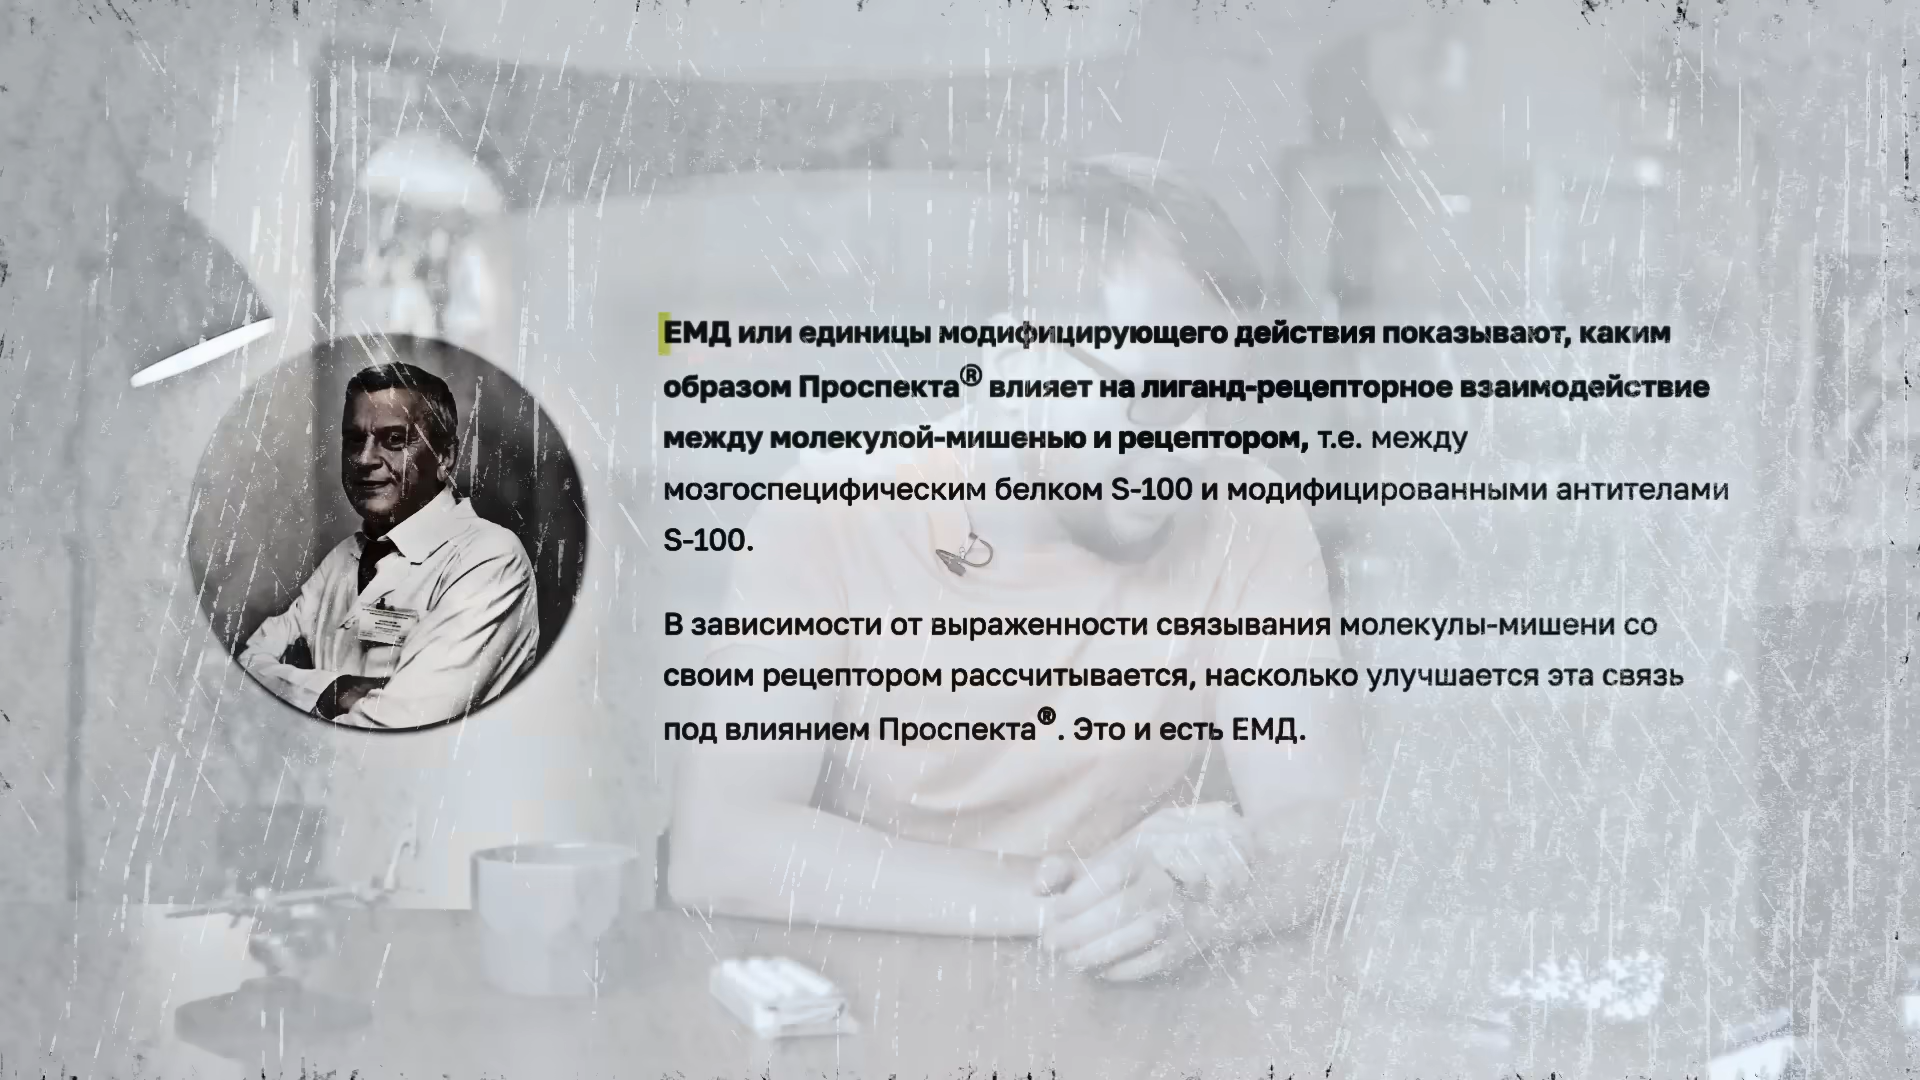 ЕМД или единицы модифицирующего действия показывают, каким
образом Проспекта® влияет на лиганд-рецепторное взаимодействие
между молекулой-мишенью и рецептором, т.е. между
мозгоспецифическим белком S-100 и модифицированными антителами
S-100.
В зависимости от выраженности связывания молекулы-мишени со
своим рецептором рассчитывается, насколько улучшается эта связь
под влиянием Проспекта®. Это и есть ЕМД.